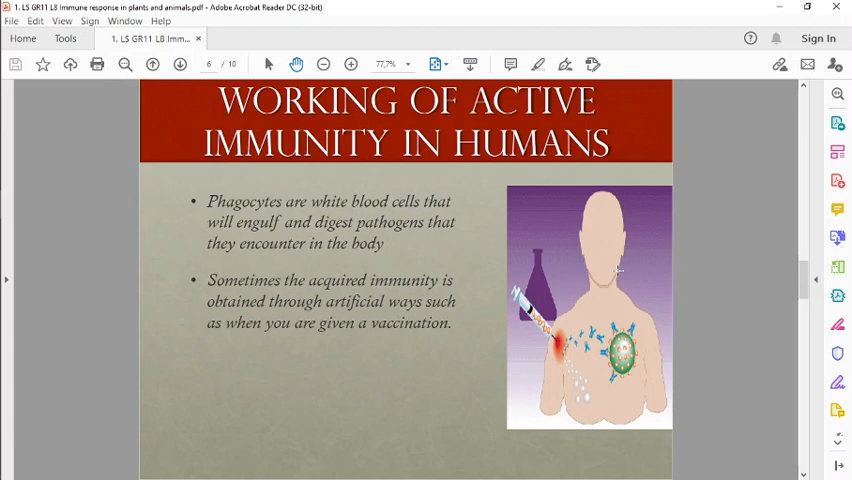 1. LS GR11 L8 Immune response in plants and animals.pdf - Adobe Acrobat Reader DC (32-bit)
File Edit View Sign Window Help
Home Tools 1. LS GR11 L8 Imm... × Sign In
6 / 10 77,7%
WORKING OF ACTIVE
IMMUNITY IN HUMANS
• Phagocytes are white blood cells that
will engulf and digest pathogens that
they encounter in the body
• Sometimes the acquired immunity is
obtained through artificial ways such
as when you are given a vaccination.